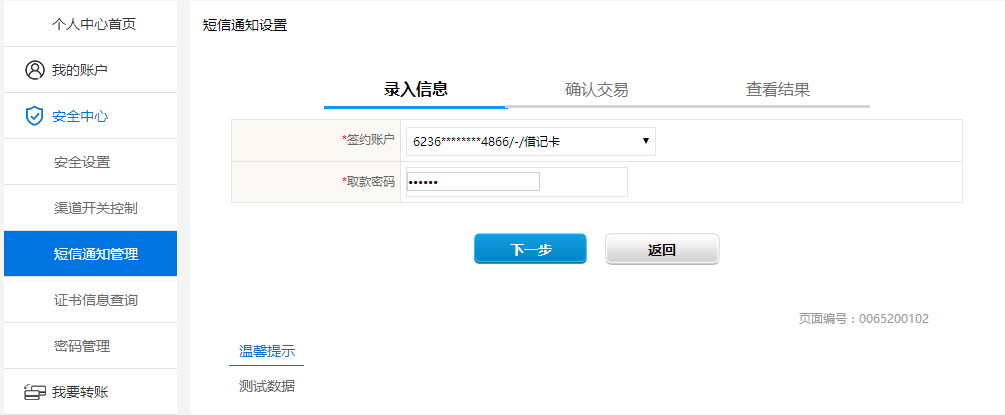 个人中心首页
我的账户
安全中心
安全设置
渠道开关控制
短信通知管理
证书信息查询
密码管理
我要转账
短信通知设置
录入信息 确认交易 查看结果
*签约账户 6236********4866/-/借记卡
*取款密码 ••••••
下一步 返回
页面编号：0065200102
温馨提示
测试数据